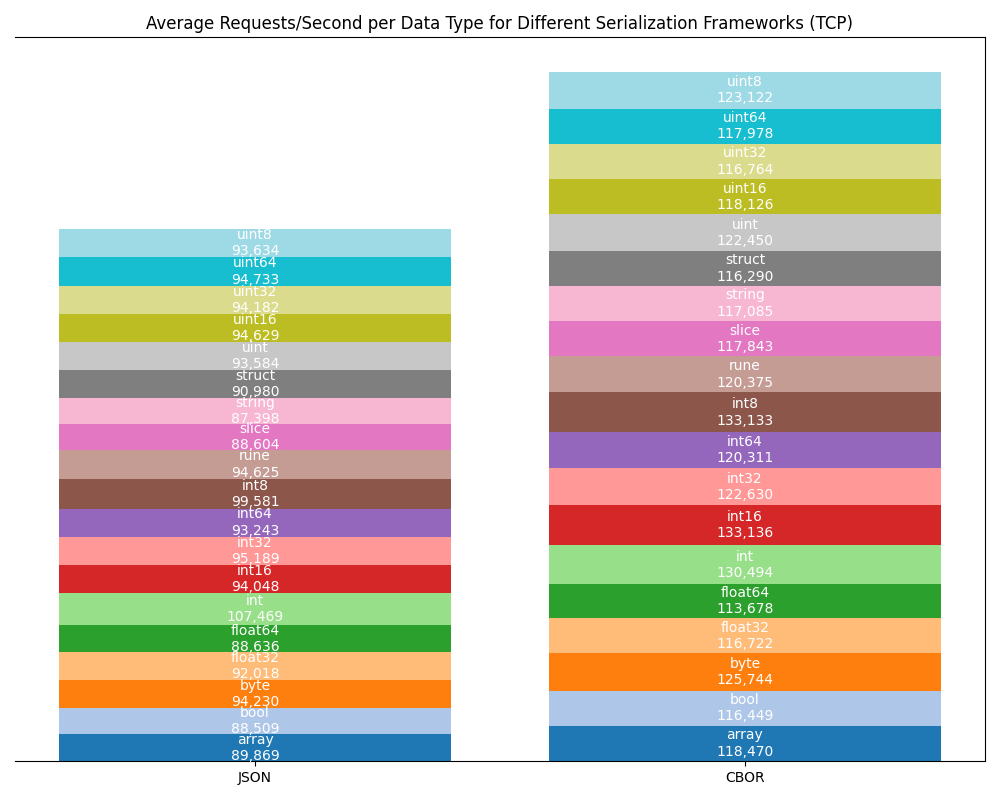 Average Requests/Second per Data Type for Different Serialization Frameworks (TCP)
uint8
93,634
uint64
94,733
uint32
94,182
uint16
94,629
uint
93,584
struct
90,980
string
87,398
slice
88,604
rune
94,625
int8
99,581
int64
93,243
int32
95,189
int16
94,048
int
107,469
float64
88,636
float32
92,018
byte
94,230
bool
88,509
array
89,869
JSON
uint8
123,122
uint64
117,978
uint32
116,764
uint16
118,126
uint
122,450
struct
116,290
string
117,085
slice
117,843
rune
120,375
int8
133,133
int64
120,311
int32
122,630
int16
133,136
int
130,494
float64
113,678
float32
116,722
byte
125,744
bool
116,449
array
118,470
CBOR